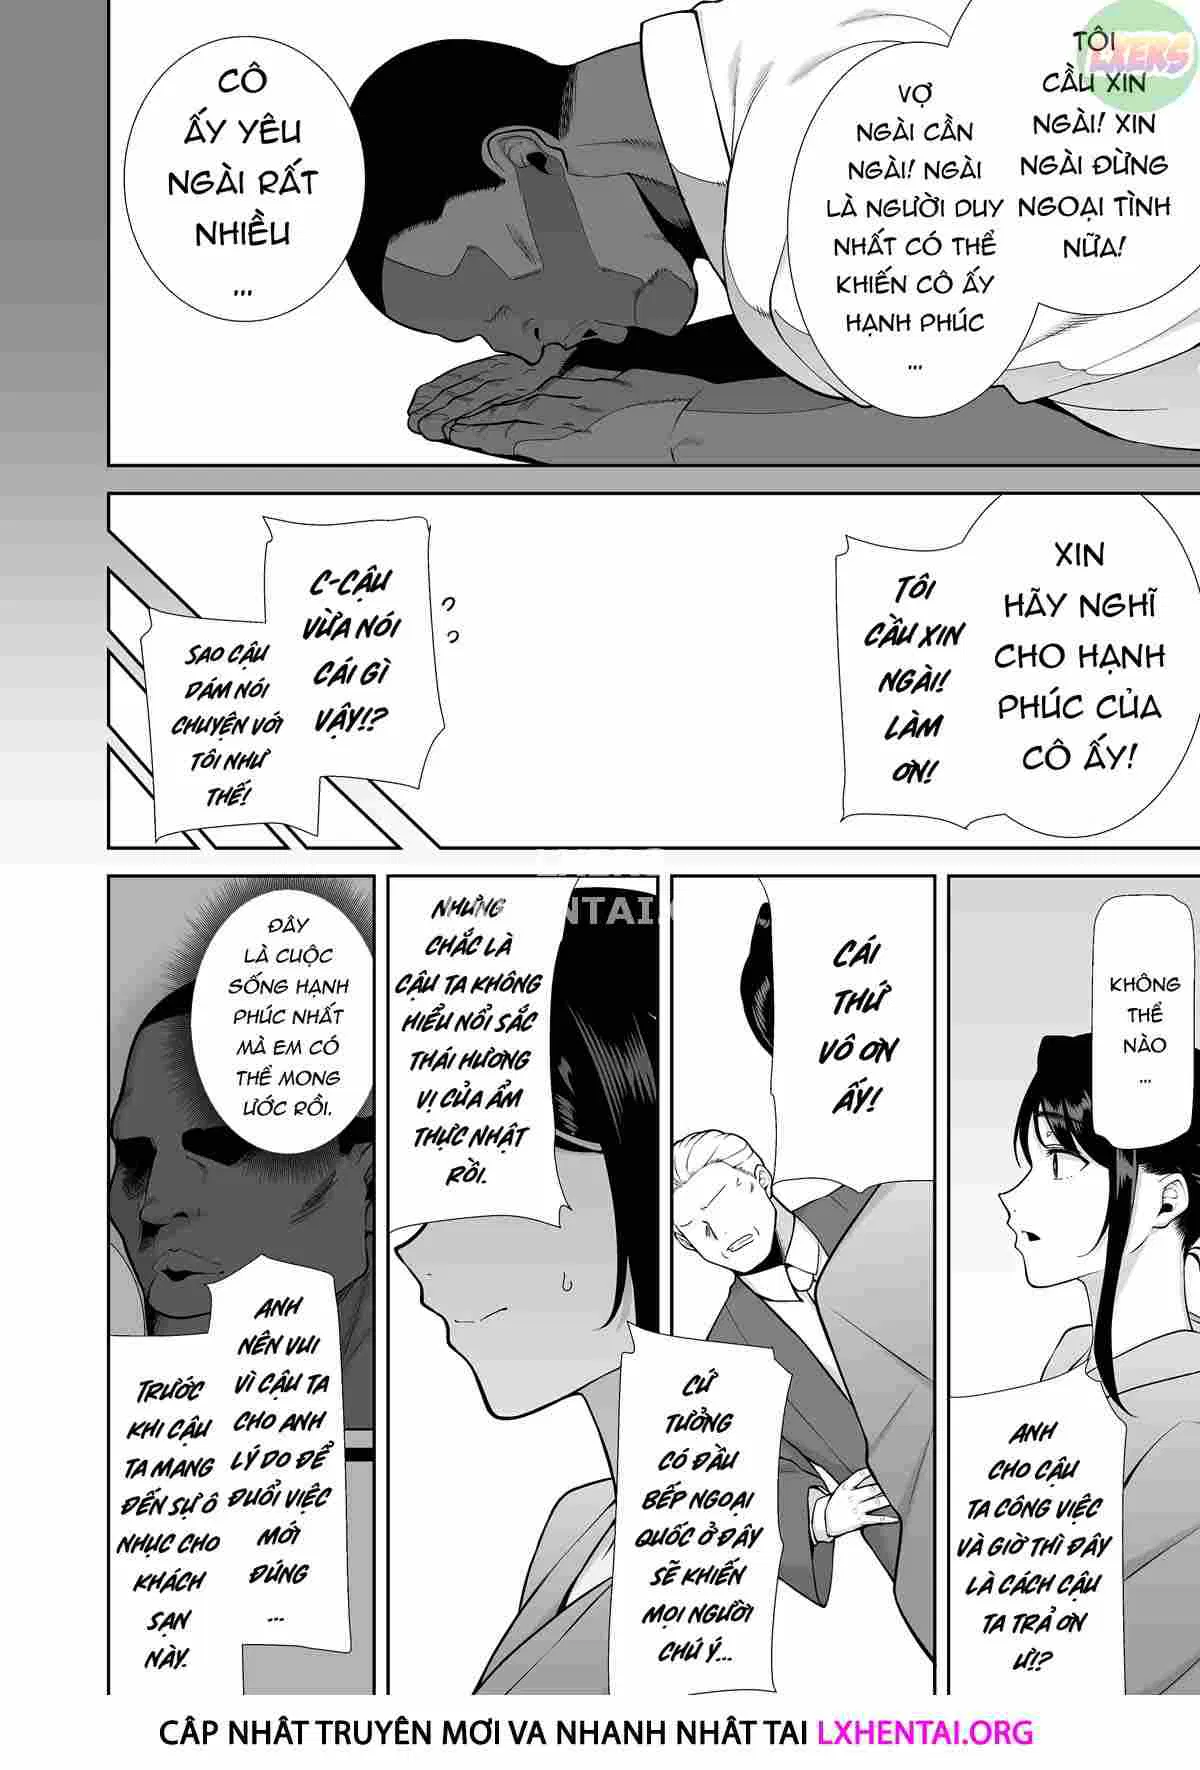 TÔI
CẦU XIN
NGÀI! XIN
NGÀI ĐỪNG
NGOẠI TÌNH
NỮA!
VỢ
NGÀI CẦN
NGÀI! NGÀI
LÀ NGƯỜI DUY
NHẤT CÓ THỂ
KHIẾN CÔ ẤY
HẠNH PHÚC
...
CÔ
ẤY YÊU
NGÀI RẤT
NHIỀU
...
LXERS
XIN
HÃY NGHĨ
CHO HẠNH
PHÚC CỦA
CÔ ẤY!
TÔI
CẦU XIN
NGÀI!
LÀM
ƠN!
C-CẬU
VỪA NÓI
CÁI GÌ
VẬY!?
SAO CẬU
DÁM NÓI
CHUYỆN VỚI
TÔI NHƯ
THẾ!
KHÔNG
THỂ
NÀO
...
ANH
CHO CẬU
TA CÔNG VIỆC
VÀ GIỜ THÌ ĐÂY
LÀ CÁCH CẬU
TA TRẢ ƠN
Ư!?
CÁI
THỨ
VÔ ƠN
ẤY!
CỨ
TƯỞNG
CÓ ĐẦU
BẾP NGOẠI
QUỐC Ở ĐÂY
SẼ KHIẾN
MỌI NGƯỜI
CHÚ Ý...
NHƯNG
CHẮC LÀ
CẬU TA KHÔNG
HIỂU NỔI SẮC
THÁI HƯƠNG
VỊ CỦA ẨM
THỰC NHẬT
RỒI.
ĐÂY
LÀ CUỘC
SỐNG HẠNH
PHÚC NHẤT
MÀ EM CÓ
THỂ MONG
ƯỚC RỒI.
ANH
NÊN VUI
VÌ CẬU TA
CHO ANH
LÝ DO ĐỂ
ĐUỔI VIỆC
MỚI
ĐÚNG
...
TRƯỚC
KHI CẬU
TA MANG
ĐẾN SỰ Ô
NHỤC CHO
KHÁCH
SẠN
NÀY.
CẬP NHẬT TRUYỆN MỚI VÀ NHANH NHẤT TẠI LXHENTAI.ORG